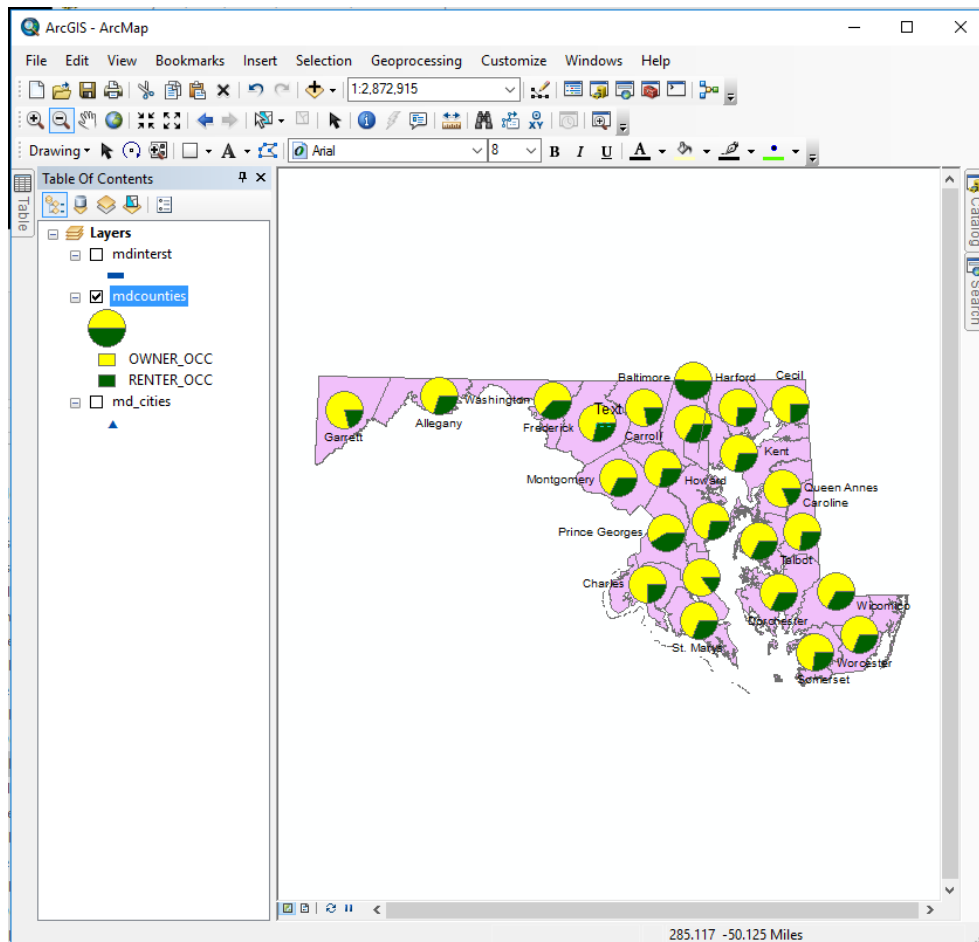 ArcGIS - ArcMap
File Edit View Bookmarks Insert Selection Geoprocessing Customize Windows Help
1:2,872,915
Drawing A Arial 8 B I U A
Table Of Contents
Table
Layers
mdinterst
mdcounties
OWNER_OCC
RENTER_OCC
md_cities
Catalog
Search
Baltimore Harford Cecil
Washington Text
Garrett Allegany Frederick Carroll
Kent
Montgomery Howard Queen Annes
Caroline
Prince Georges
Talbot
Charles
Wicomico
Dorchester
St. Marys
Worcester
Somerset
285.117 -50.125 Miles